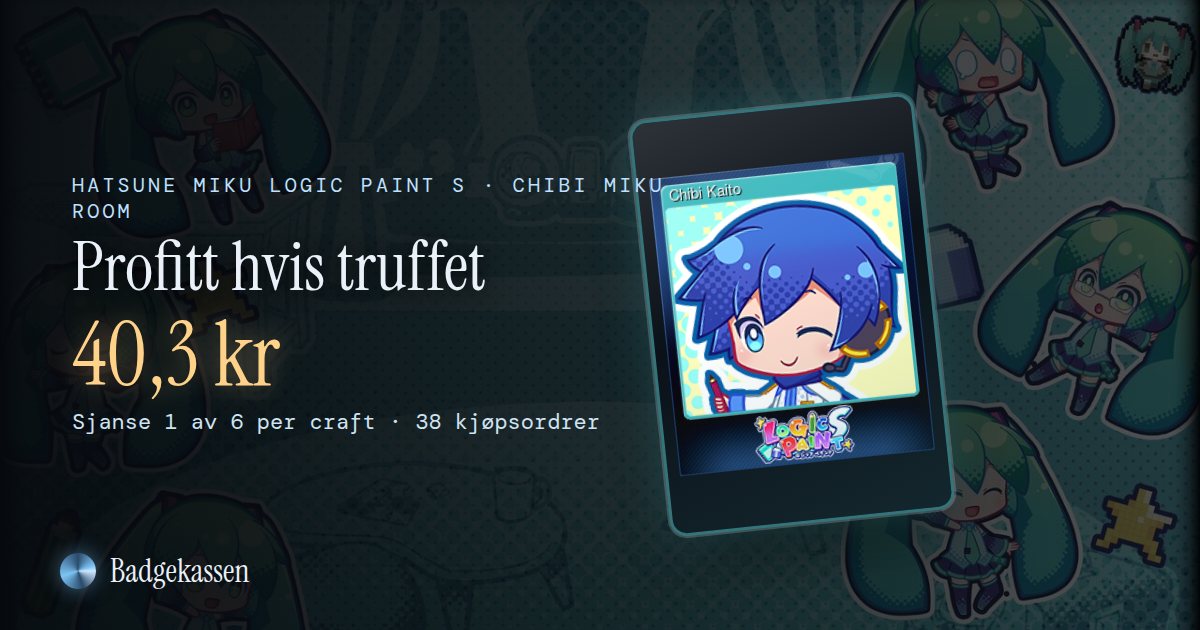 HATSUNE MIKU LOGIC PAINT S · CHIBI MIKU
ROOM
Profitt hvis truffet
40,3 kr
Sjanse 1 av 6 per craft · 38 kjøpsordrer
Badgekassen
Chibi Kaito
LOGIC
PAINT S